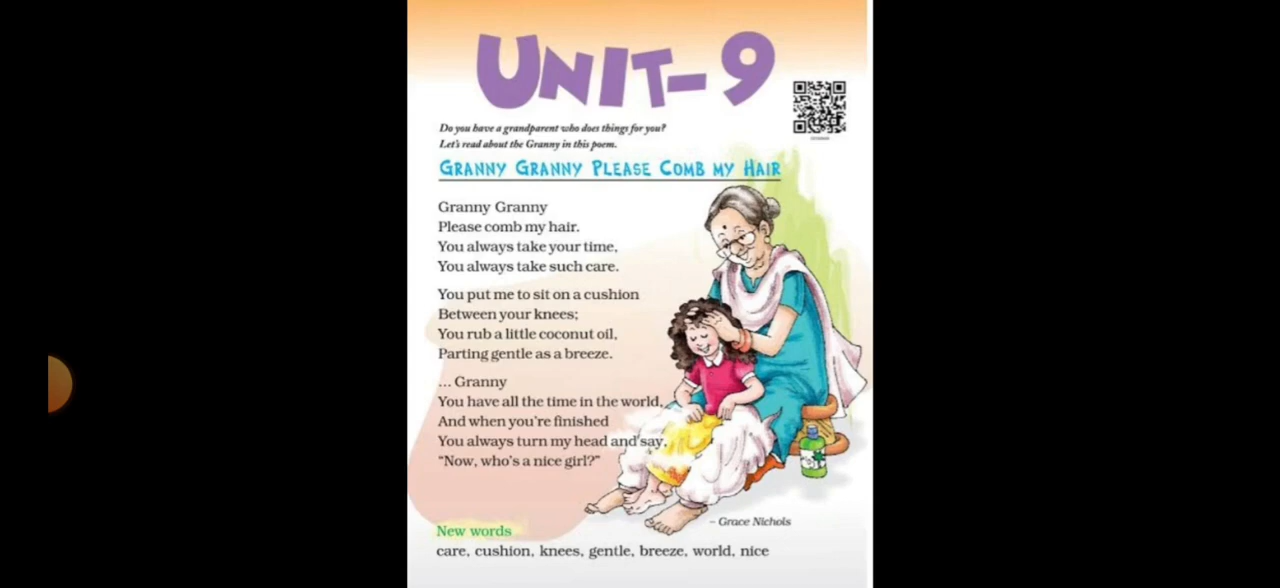 UNIT–9
Do you have a grandparent who does things for you?
Let's read about the Granny in this poem.
GRANNY GRANNY PLEASE COMB MY HAIR
Granny Granny
Please comb my hair.
You always take your time,
You always take such care.
You put me to sit on a cushion
Between your knees;
You rub a little coconut oil,
Parting gentle as a breeze.
... Granny
You have all the time in the world,
And when you're finished
You always turn my head and say,
“Now, who's a nice girl?”
– Grace Nichols
New words
care, cushion, knees, gentle, breeze, world, nice